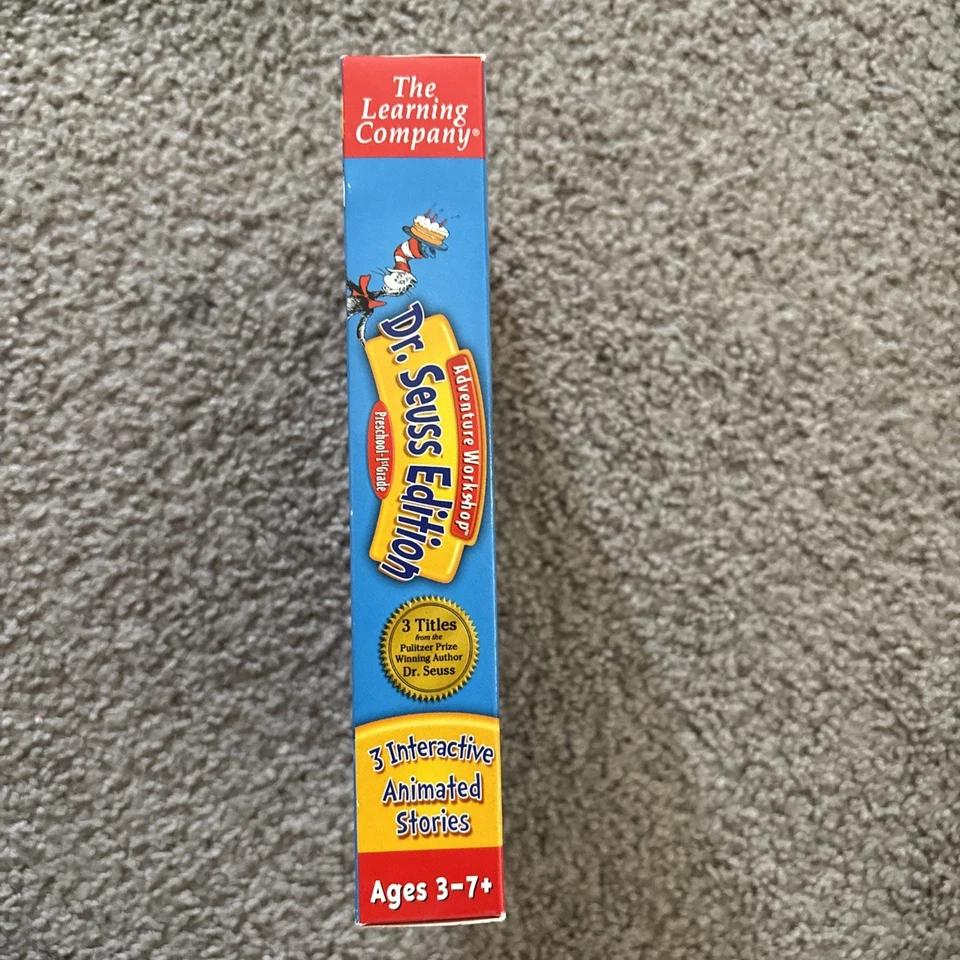 The
Learning
Company®
Adventure Workshop®
Dr. Seuss Edition
Preschool-1st Grade
3 Titles
from the
Pulitzer Prize
Winning Author
Dr. Seuss
3 Interactive
Animated
Stories
Ages 3-7+